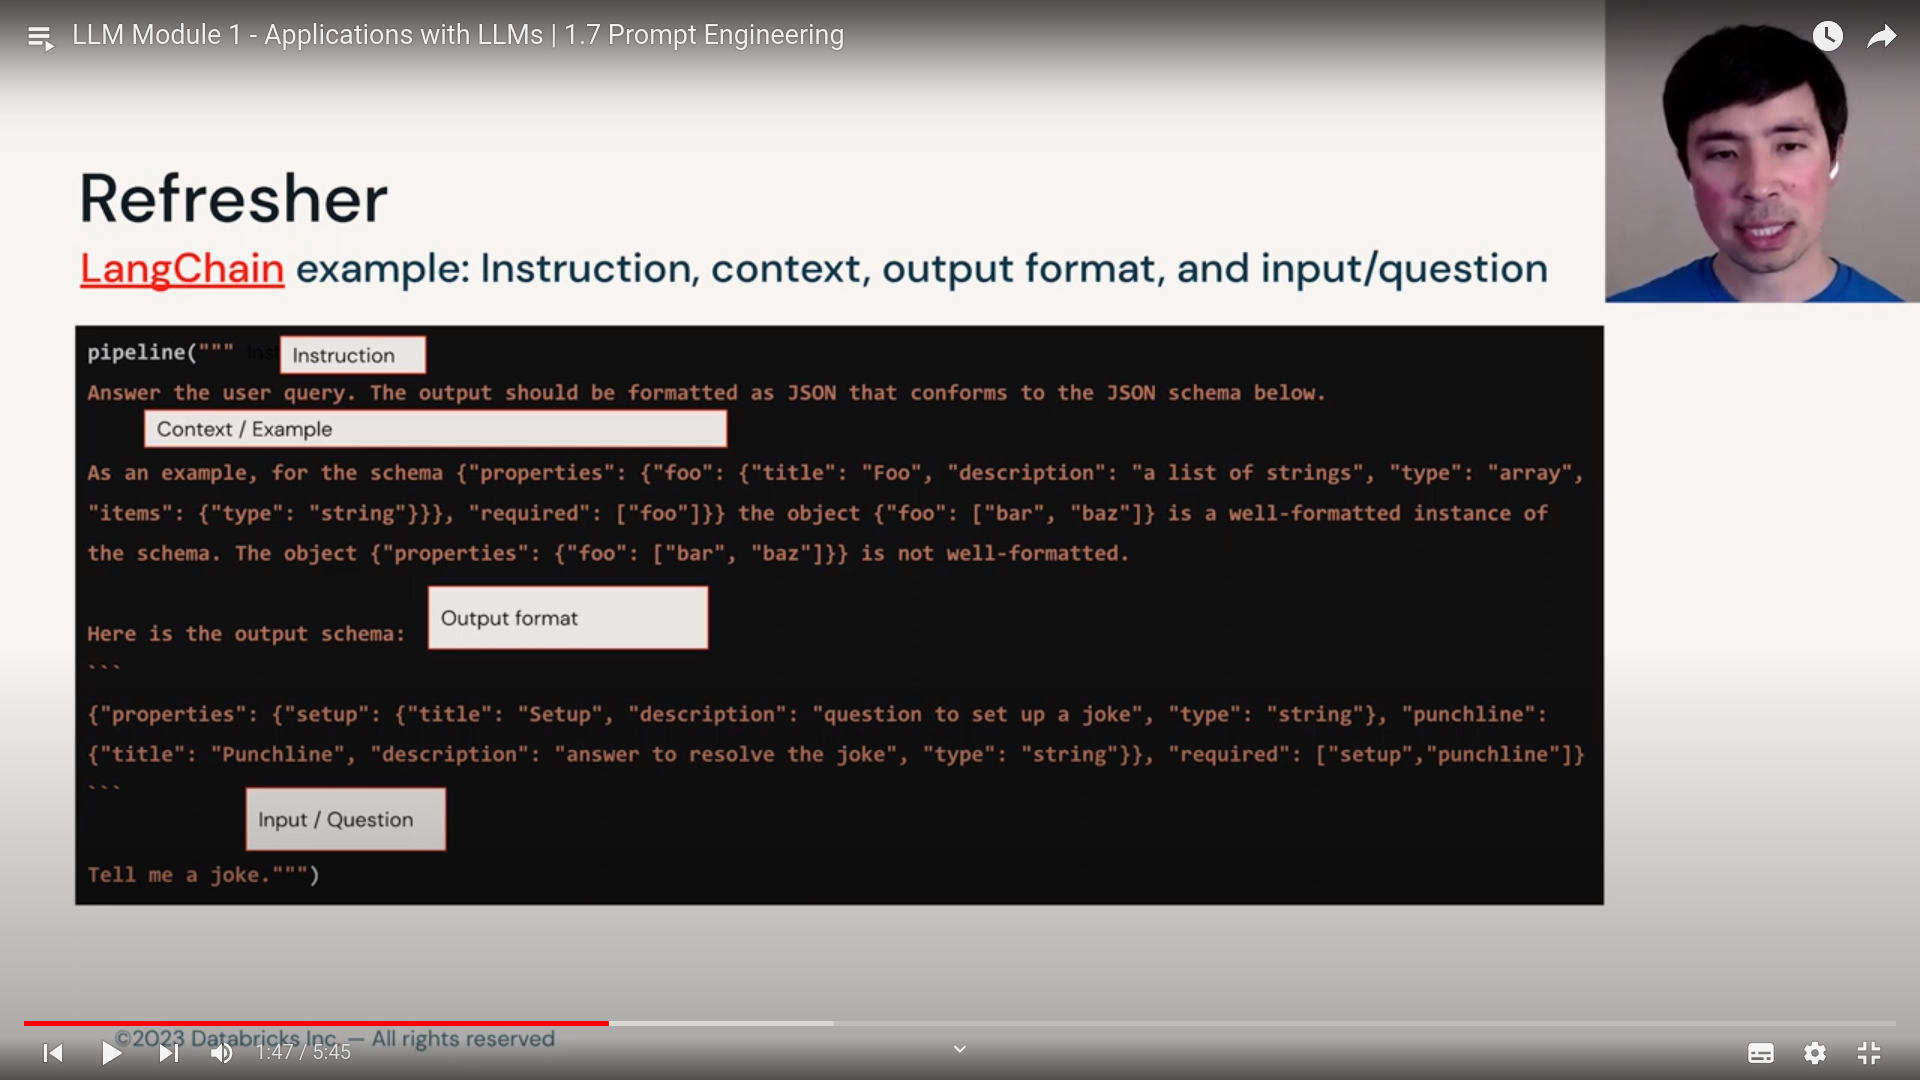 LLM Module 1 - Applications with LLMs | 1.7 Prompt Engineering
Refresher
LangChain example: Instruction, context, output format, and input/question
pipeline("""
Instruction
Answer the user query. The output should be formatted as JSON that conforms to the JSON schema below.
Context / Example
As an example, for the schema {"properties": {"foo": {"title": "Foo", "description": "a list of strings", "type": "array",
"items": {"type": "string"}}}, "required": ["foo"]}} the object {"foo": ["bar", "baz"]} is a well-formatted instance of
the schema. The object {"properties": {"foo": ["bar", "baz"]}} is not well-formatted.
Output format
Here is the output schema:
```
{"properties": {"setup": {"title": "Setup", "description": "question to set up a joke", "type": "string"}, "punchline":
{"title": "Punchline", "description": "answer to resolve the joke", "type": "string"}}, "required": ["setup","punchline"]}
```
Input / Question
Tell me a joke.""")
©2023 Databricks Inc. — All rights reserved
1:47 / 5:45